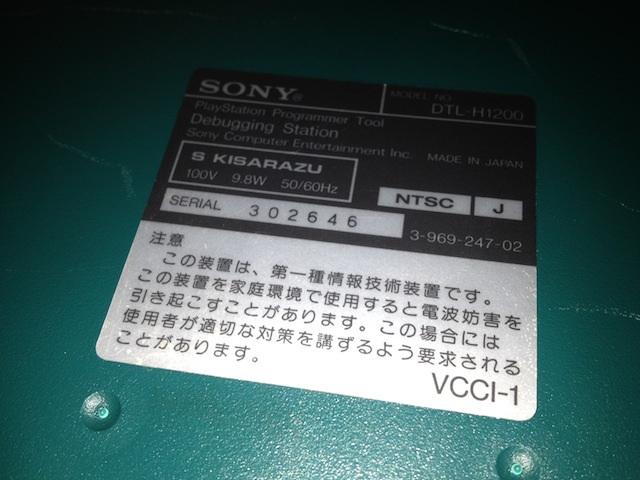 SONY®
MODEL NO.
DTL-H1200
PlayStation Programmer Tool
Debugging Station
Sony Computer Entertainment Inc.
MADE IN JAPAN
S KISARAZU
100V 9.8W 50/60Hz
NTSC J
SERIAL 302646
3-969-247-02
注意
この装置は、第一種情報技術装置です。
この装置を家庭環境で使用すると電波妨害を
引き起こすことがあります。この場合には
使用者が適切な対策を講ずるよう要求される
ことがあります。
VCCI-1